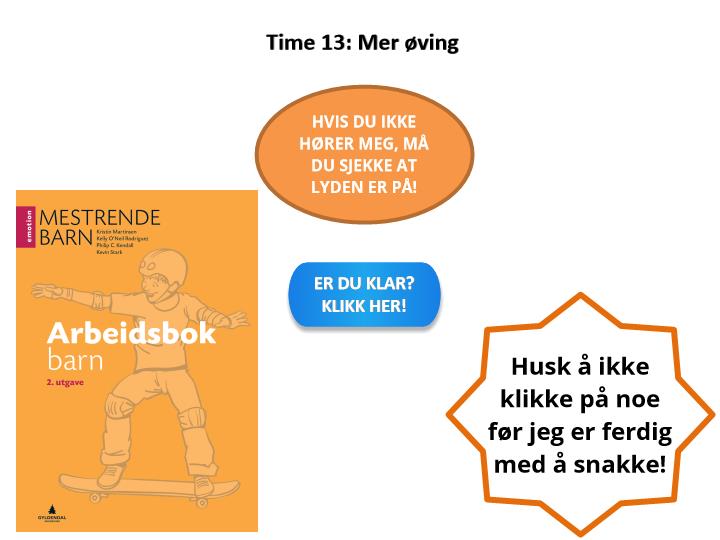 Time 13: Mer øving
HVIS DU IKKE
HØRER MEG, MÅ
DU SJEKKE AT
LYDEN ER PÅ!
emotion
MESTRENDE
BARN
Kristin Martinsen
Kelly O'Neil Rodriguez
Philip C. Kendall
Kevin Stark
ER DU KLAR?
KLIKK HER!
Arbeidsbok
barn
2. utgave
Husk å ikke
klikke på noe
før jeg er ferdig
med å snakke!
GYLDENDAL